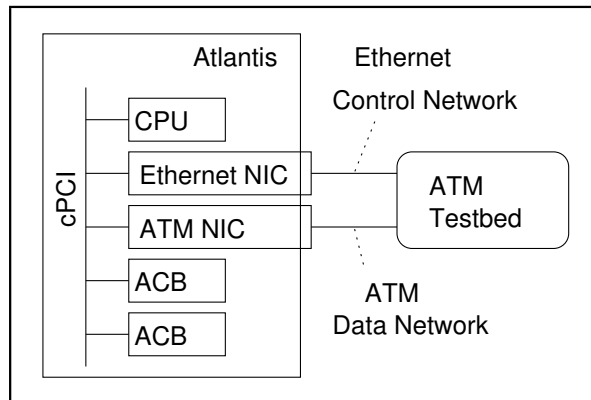 Atlantis
Ethernet
Control Network
cPCI
CPU
Ethernet NIC
ATM NIC
ACB
ACB
ATM
Testbed
ATM
Data Network